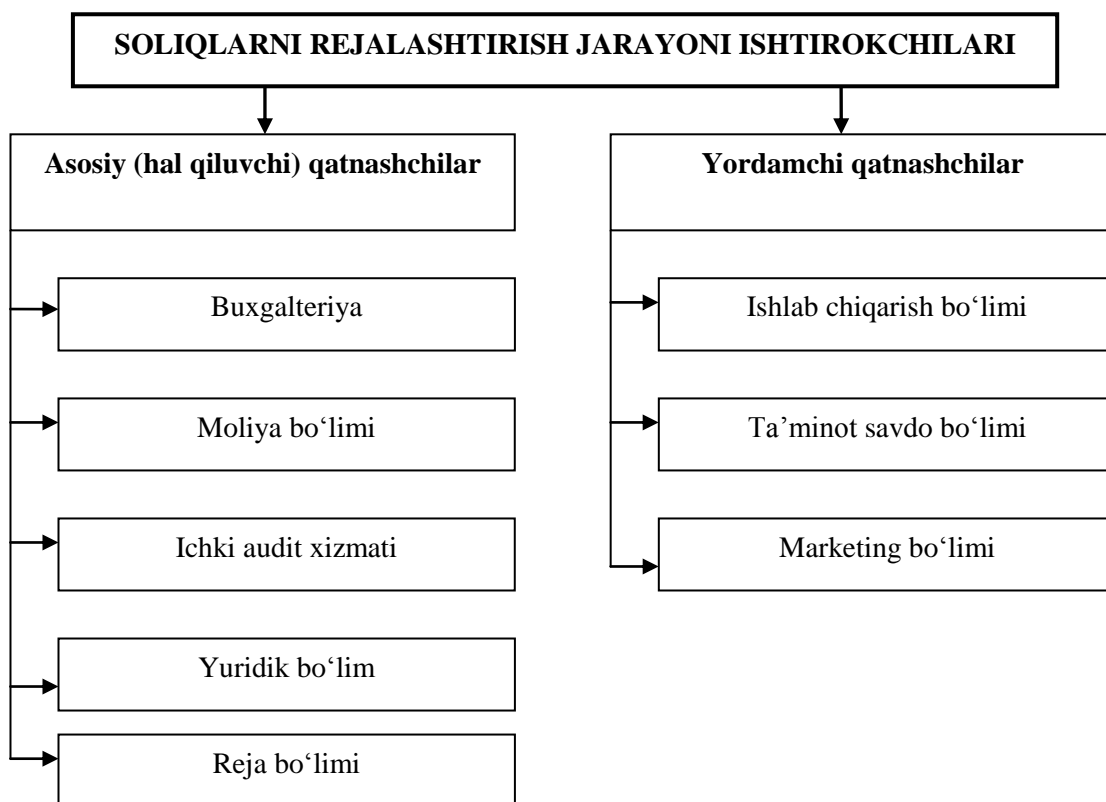 SOLIQLARNI REJALASHTIRISH JARAYONI ISHTIROKCHILARI
Asosiy (hal qiluvchi) qatnashchilar
Buxgalteriya
Moliya bo‘limi
Ichki audit xizmati
Yuridik bo‘lim
Reja bo‘limi
Yordamchi qatnashchilar
Ishlab chiqarish bo‘limi
Ta’minot savdo bo‘limi
Marketing bo‘limi